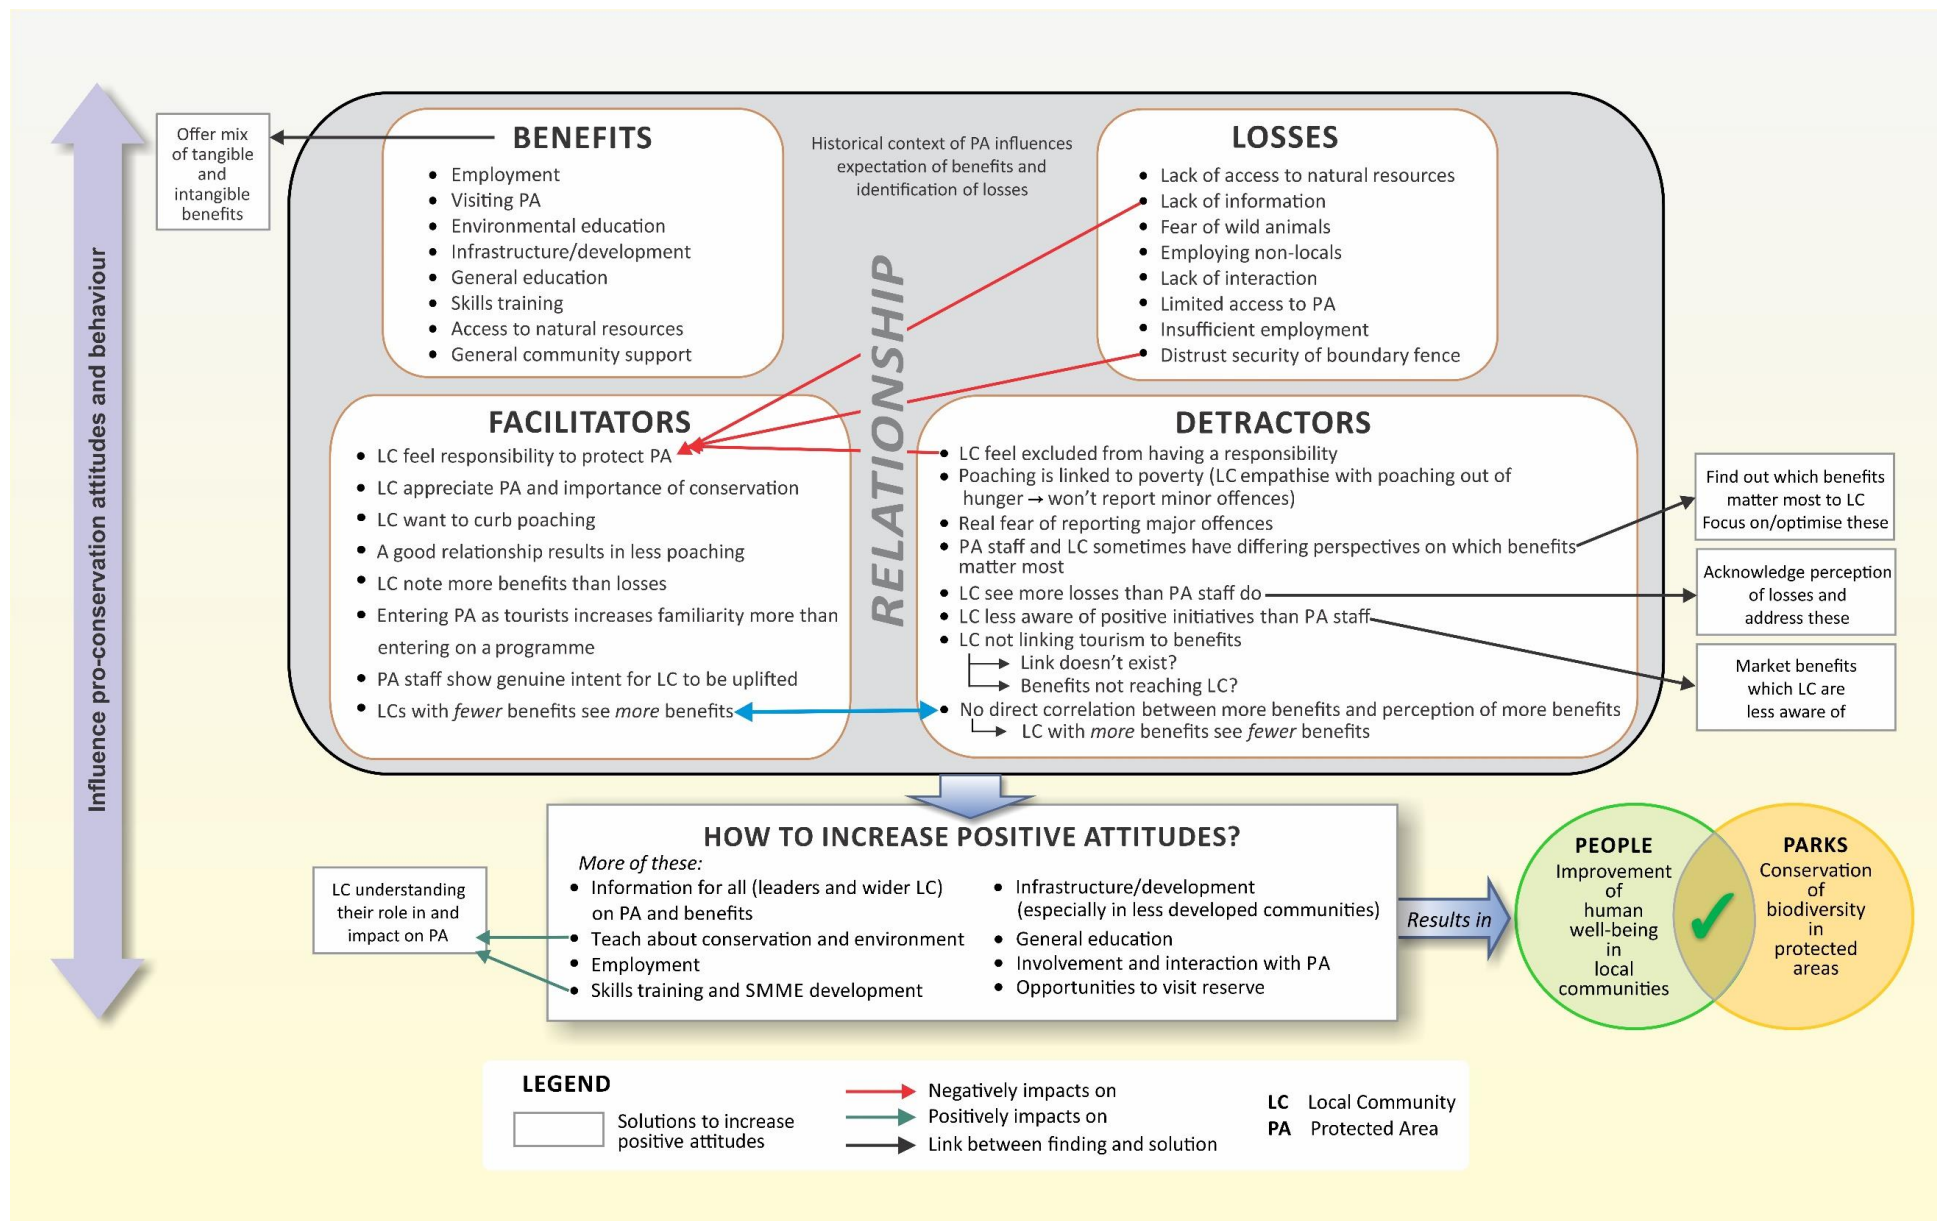 Influence pro-conservation attitudes and behaviour
Offer mix
of tangible
and
intangible
benefits
BENEFITS
• Employment
• Visiting PA
• Environmental education
• Infrastructure/development
• General education
• Skills training
• Access to natural resources
• General community support
Historical context of PA influences
expectation of benefits and
identification of losses
RELATIONSHIP
LOSSES
• Lack of access to natural resources
• Lack of information
• Fear of wild animals
• Employing non-locals
• Lack of interaction
• Limited access to PA
• Insufficient employment
• Distrust security of boundary fence
FACILITATORS
• LC feel responsibility to protect PA
• LC appreciate PA and importance of conservation
• LC want to curb poaching
• A good relationship results in less poaching
• LC note more benefits than losses
• Entering PA as tourists increases familiarity more than
entering on a programme
• PA staff show genuine intent for LC to be uplifted
• LCs with fewer benefits see more benefits
DETRACTORS
• LC feel excluded from having a responsibility
• Poaching is linked to poverty (LC empathise with poaching out of
hunger → won't report minor offences)
• Real fear of reporting major offences
• PA staff and LC sometimes have differing perspectives on which benefits
matter most
• LC see more losses than PA staff do
• LC less aware of positive initiatives than PA staff
• LC not linking tourism to benefits
Link doesn't exist?
Benefits not reaching LC?
• No direct correlation between more benefits and perception of more benefits
LC with more benefits see fewer benefits
Find out which benefits
matter most to LC
Focus on/optimise these
Acknowledge perception
of losses and
address these
Market benefits
which LC are
less aware of
HOW TO INCREASE POSITIVE ATTITUDES?
More of these:
• Information for all (leaders and wider LC)
on PA and benefits
• Teach about conservation and environment
• Employment
• Skills training and SMME development
• Infrastructure/development
(especially in less developed communities)
• General education
• Involvement and interaction with PA
• Opportunities to visit reserve
LC understanding
their role in and
impact on PA
Results in
PEOPLE
Improvement
of
human
well-being
in
local
communities
PARKS
Conservation
of
biodiversity
in
protected
areas
LEGEND
Solutions to increase
positive attitudes
Negatively impacts on
Positively impacts on
Link between finding and solution
LC Local Community
PA Protected Area